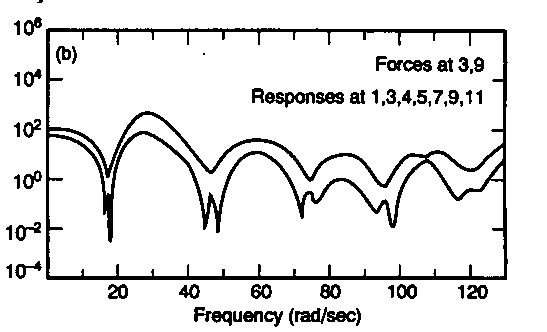 10^6
(b)
Forces at 3,9
10^4
Responses at 1,3,4,5,7,9,11
10^2
10^0
10^-2
10^-4
20 40 60 80 100 120
Frequency (rad/sec)